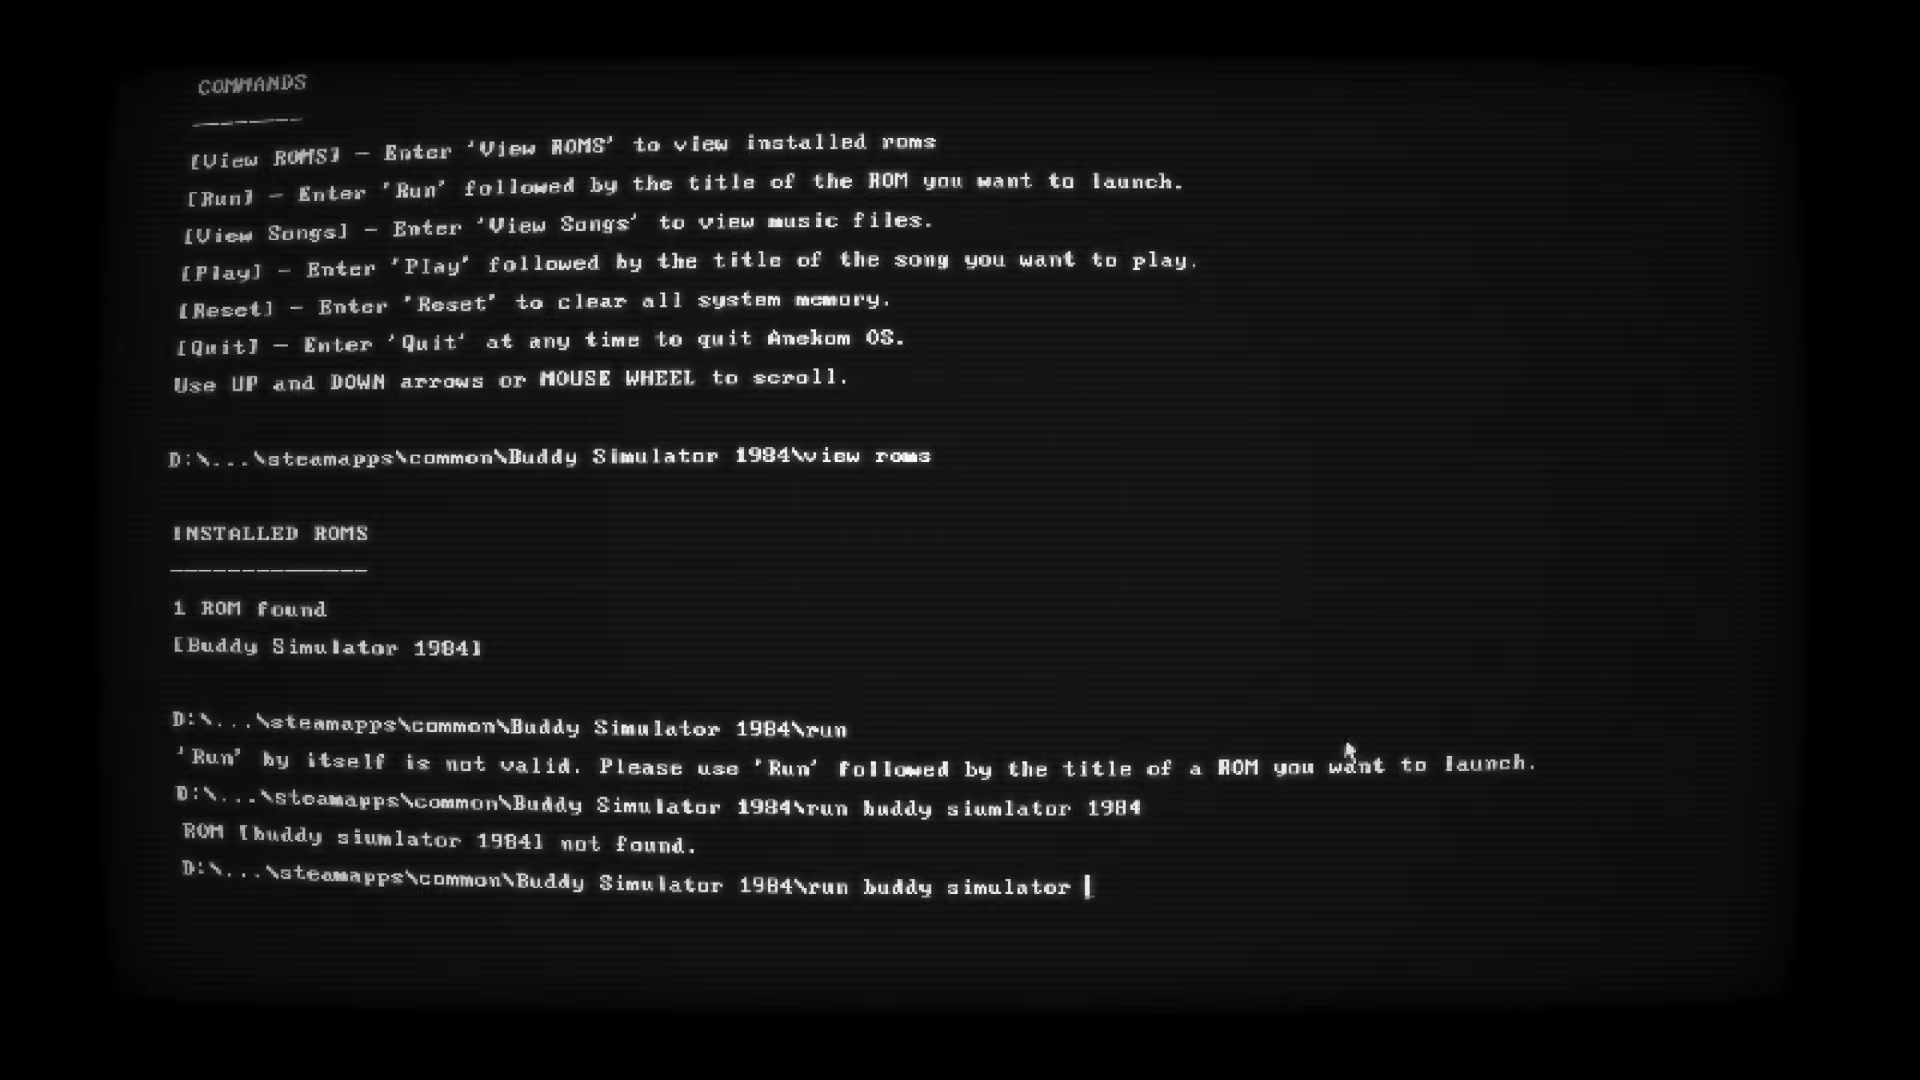 COMMANDS
________
[View ROMS] - Enter 'View ROMS' to view installed roms
[Run] - Enter 'Run' followed by the title of the ROM you want to launch.
[View Songs] - Enter 'View Songs' to view music files.
[Play] - Enter 'Play' followed by the title of the song you want to play.
[Reset] - Enter 'Reset' to clear all system memory.
[Quit] - Enter 'Quit' at any time to quit Anekom OS.
Use UP and DOWN arrows or MOUSE WHEEL to scroll.
D:\...\steamapps\common\Buddy Simulator 1984\view roms
INSTALLED ROMS
______________
1 ROM found
[Buddy Simulator 1984]
D:\...\steamapps\common\Buddy Simulator 1984\run
'Run' by itself is not valid. Please use 'Run' followed by the title of a ROM you want to launch.
D:\...\steamapps\common\Buddy Simulator 1984\run buddy siumlator 1984
ROM [buddy siumlator 1984] not found.
D:\...\steamapps\common\Buddy Simulator 1984\run buddy simulator |